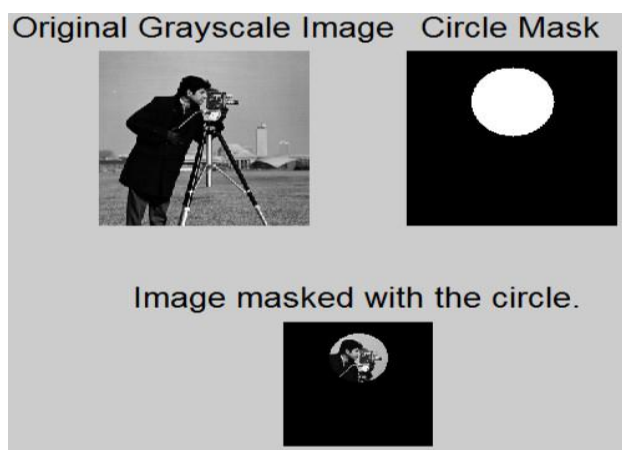 Original Grayscale Image
Circle Mask
Image masked with the circle.